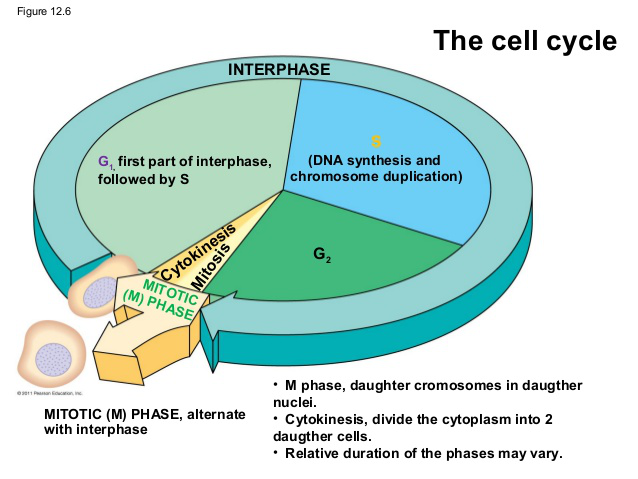 Figure 12.6
The cell cycle
INTERPHASE
S
(DNA synthesis and
chromosome duplication)
G1, first part of interphase,
followed by S
Cytokinesis
Mitosis
G2
MITOTIC
(M) PHASE
© 2011 Pearson Education, Inc.
MITOTIC (M) PHASE, alternate
with interphase
• M phase, daughter cromosomes in daugther
nuclei.
• Cytokinesis, divide the cytoplasm into 2
daugther cells.
• Relative duration of the phases may vary.